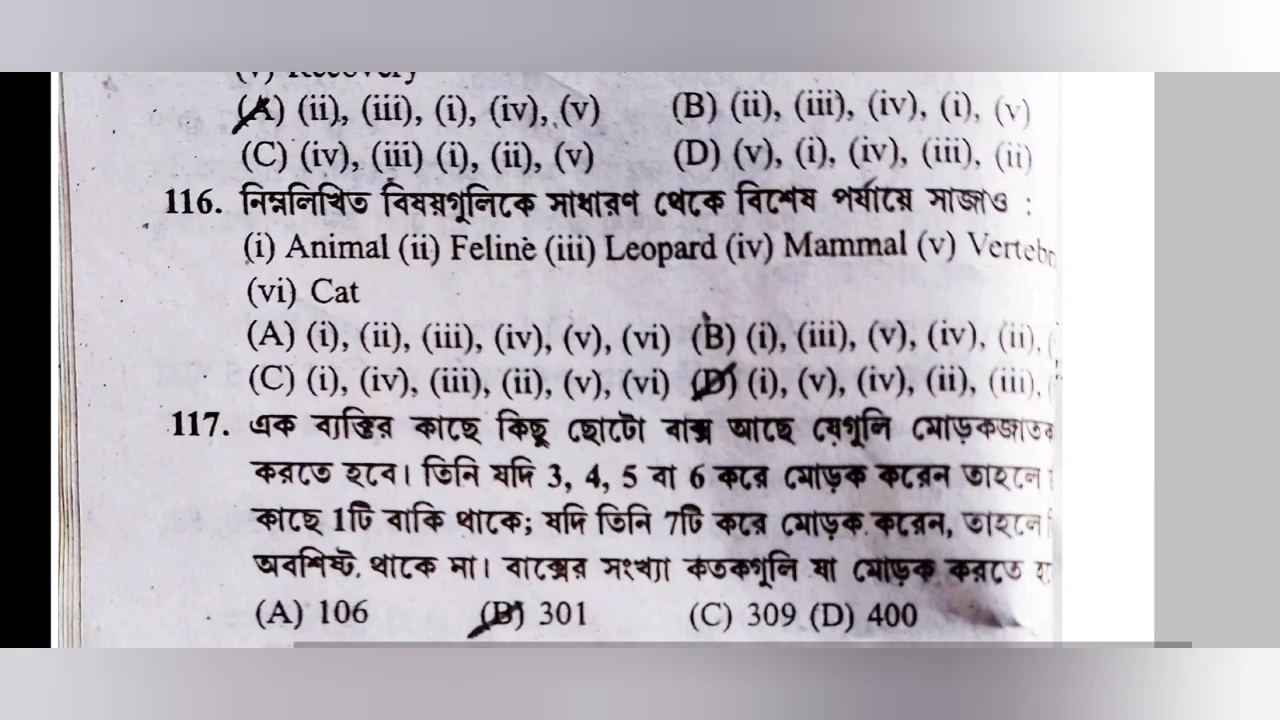 (v) Recovery
(A) (ii), (iii), (i), (iv), (v) (B) (ii), (iii), (iv), (i), (v)
(C) (iv), (iii) (i), (ii), (v) (D) (v), (i), (iv), (iii), (ii)
116. নিম্নলিখিত বিষয়গুলিকে সাধারণ থেকে বিশেষ পর্যায়ে সাজাও :
(i) Animal (ii) Feline (iii) Leopard (iv) Mammal (v)
(vi) Cat
(A) (i), (ii), (iii), (iv), (v), (vi) (B) (i), (iii), (v), (iv), (ii),
(C) (i), (iv), (iii), (ii), (v), (vi) (D) (i), (v), (iv), (ii), (iii),
117. এক ব্যক্তির কাছে কিছু ছোটো বাক্স আছে যেগুলি
করতে হবে। তিনি যদি 3, 4, 5 বা 6 করে মোড়ক করেন তাহলে
কাছে 1টি বাকি থাকে; যদি তিনি 7টি করে মোড়ক করেন, তাহলে
অবশিষ্ট থাকে না। বাক্সের সংখ্যা কতকগুলি যা মোড়ক করতে
(A) 106 (B) 301 (C) 309 (D) 400